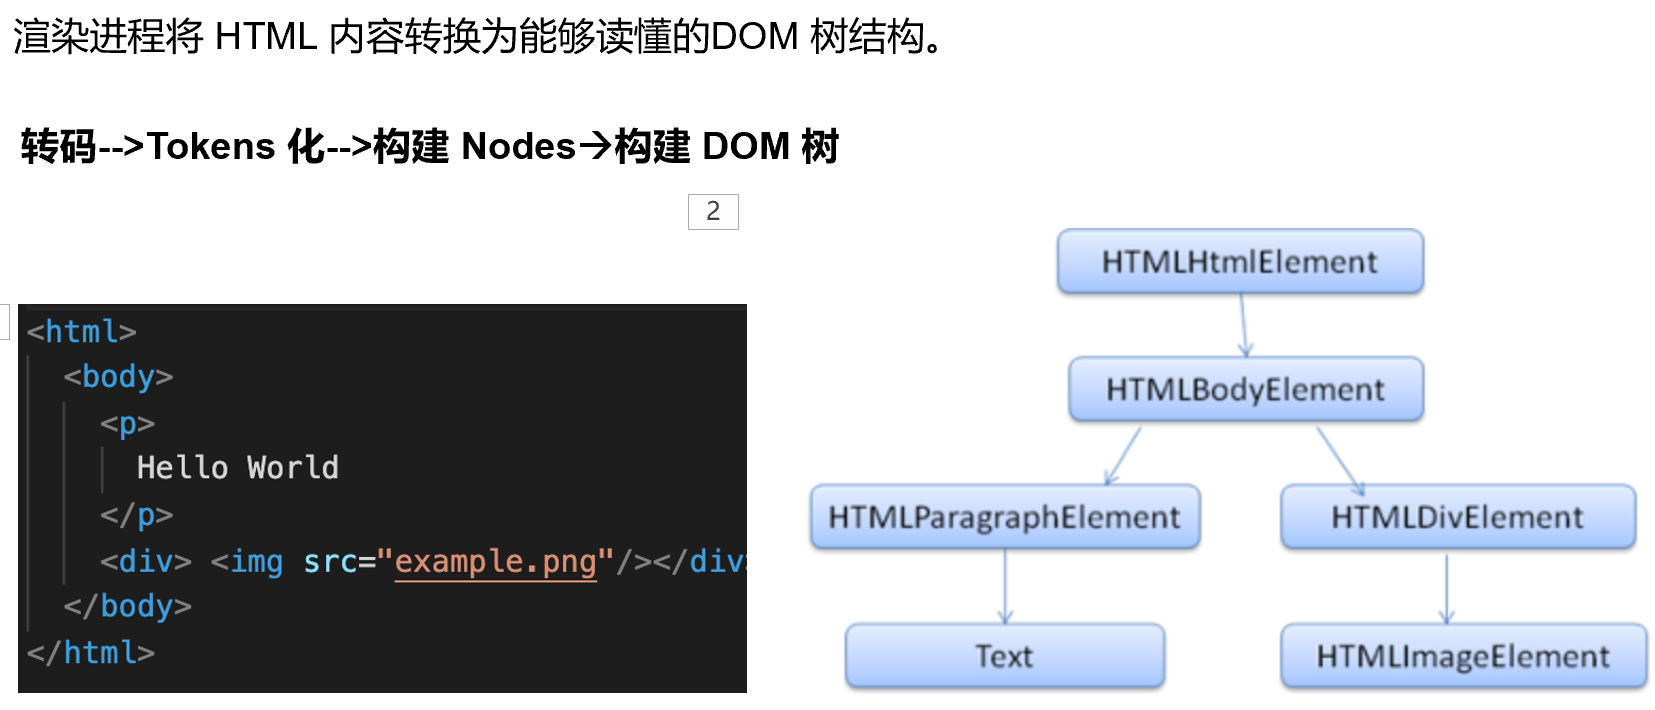 渲染进程将 HTML 内容转换为能够读懂的DOM 树结构。
转码-->Tokens 化-->构建 Nodes→构建 DOM 树
2
<html>
<body>
<p>
Hello World
</p>
<div> <img src="example.png"/></div
</body>
</html>
HTMLHtmlElement
HTMLBodyElement
HTMLParagraphElement
HTMLDivElement
Text
HTMLImageElement